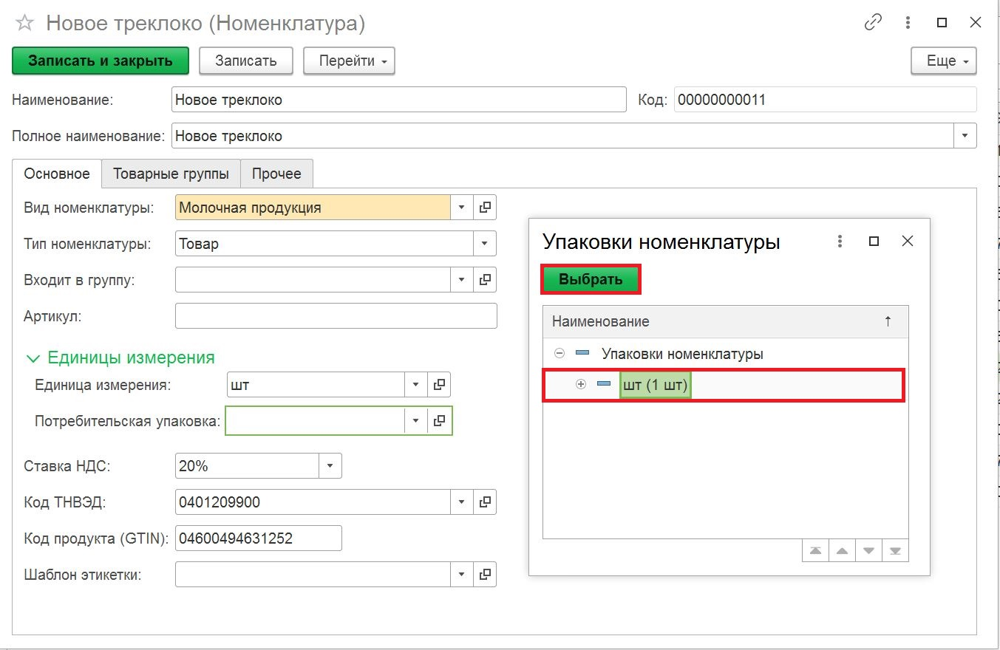 Новое треклоко (Номенклатура)
Записать и закрыть Записать Перейти Еще
Наименование: Новое треклоко Код: 00000000011
Полное наименование: Новое треклоко
Основное Товарные группы Прочее
Вид номенклатуры: Молочная продукция
Тип номенклатуры: Товар
Входит в группу:
Артикул:
Единицы измерения
Единица измерения: шт
Потребительская упаковка:
Ставка НДС: 20%
Код ТНВЭД: 0401209900
Код продукта (GTIN): 04600494631252
Шаблон этикетки:
Упаковки номенклатуры
Выбрать
Наименование
Упаковки номенклатуры
шт (1 шт)